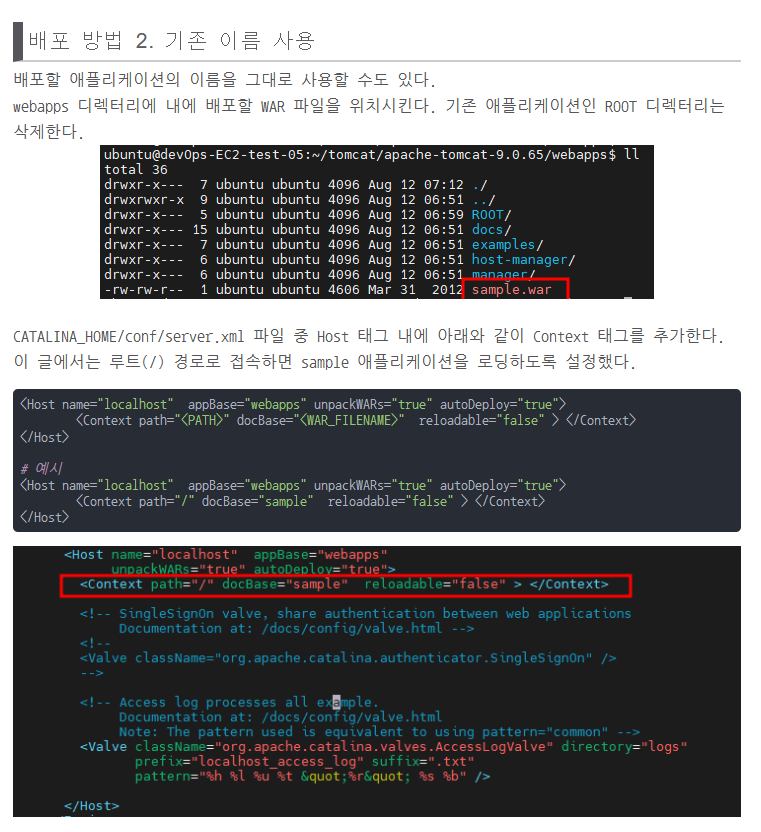 배포 방법 2. 기존 이름 사용
배포할 애플리케이션의 이름을 그대로 사용할 수도 있다.
webapps 디렉터리에 내에 배포할 WAR 파일을 위치시킨다. 기존 애플리케이션인 ROOT 디렉터리는
삭제한다.
ubuntu@devOps-EC2-test-05:~/tomcat/apache-tomcat-9.0.65/webapps$ ll
total 36
drwxr-x---  7 ubuntu ubuntu 4096 Aug 12 07:12 ./
drwxrwxr-x  9 ubuntu ubuntu 4096 Aug 12 06:51 ../
drwxr-x---  5 ubuntu ubuntu 4096 Aug 12 06:59 ROOT/
drwxr-x--- 15 ubuntu ubuntu 4096 Aug 12 06:51 docs/
drwxr-x---  7 ubuntu ubuntu 4096 Aug 12 06:51 examples/
drwxr-x---  6 ubuntu ubuntu 4096 Aug 12 06:51 host-manager/
drwxr-x---  6 ubuntu ubuntu 4096 Aug 12 06:51 manager/
-rw-rw-r--  1 ubuntu ubuntu 4606 Mar 31  2012 sample.war
CATALINA_HOME/conf/server.xml 파일 중 Host 태그 내에 아래와 같이 Context 태그를 추가한다.
이 글에서는 루트(/) 경로로 접속하면 sample 애플리케이션을 로딩하도록 설정했다.
<Host name="localhost"  appBase="webapps" unpackWARs="true" autoDeploy="true">
        <Context path="<PATH>" docBase="<WAR_FILENAME>"  reloadable="false" > </Context>
</Host>
# 예시
<Host name="localhost"  appBase="webapps" unpackWARs="true" autoDeploy="true">
        <Context path="/" docBase="sample"  reloadable="false" > </Context>
</Host>
<Host name="localhost"  appBase="webapps"
      unpackWARs="true" autoDeploy="true">
  <Context path="/" docBase="sample"  reloadable="false" > </Context>
  <!-- SingleSignOn valve, share authentication between web applications
       Documentation at: /docs/config/valve.html -->
  <!--
  <Valve className="org.apache.catalina.authenticator.SingleSignOn" />
  -->
  <!-- Access log processes all example.
       Documentation at: /docs/config/valve.html
       Note: The pattern used is equivalent to using pattern="common" -->
  <Valve className="org.apache.catalina.valves.AccessLogValve" directory="logs"
         prefix="localhost_access_log" suffix=".txt"
         pattern="%h %l %u %t &quot;%r&quot; %s %b" />
</Host>